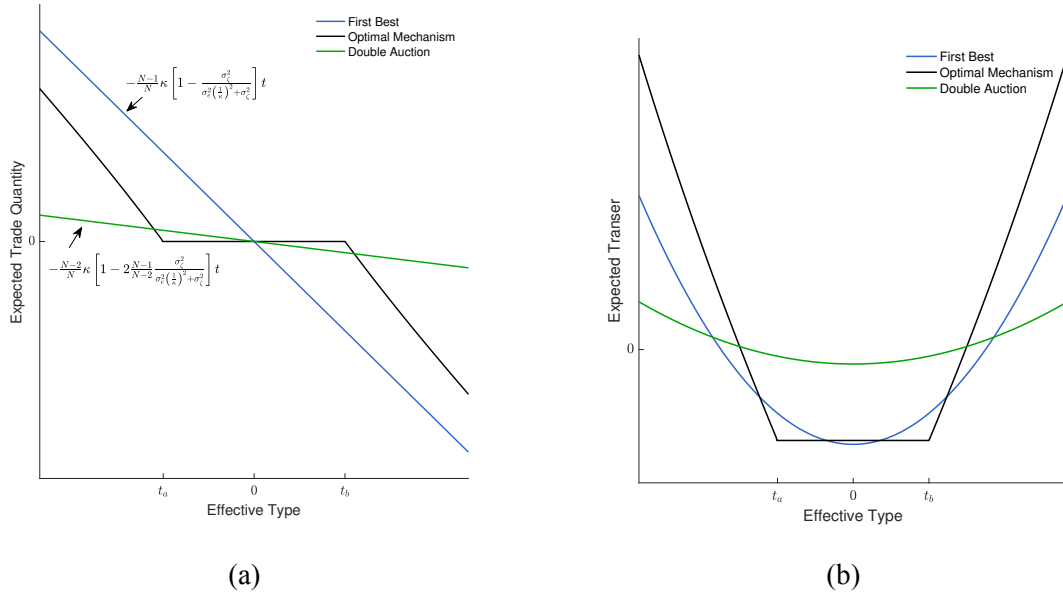 First Best
Optimal Mechanism
Double Auction
$-\frac{N-1}{N}\kappa\left[1-\frac{\sigma_{\zeta}^{2}}{\sigma_{\epsilon}^{2}\left(\frac{1}{\kappa}\right)^{2}+\sigma_{\zeta}^{2}}\right]t$
Expected Trade Quantity
0
$-\frac{N-2}{N}\kappa\left[1-2\frac{N-1}{N-2}\frac{\sigma_{\zeta}^{2}}{\sigma_{\epsilon}^{2}\left(\frac{1}{\kappa}\right)^{2}+\sigma_{\zeta}^{2}}\right]t$
$t_a$ 0 $t_b$
Effective Type
(a)
First Best
Optimal Mechanism
Double Auction
Expected Transer
0
$t_a$ 0 $t_b$
Effective Type
(b)